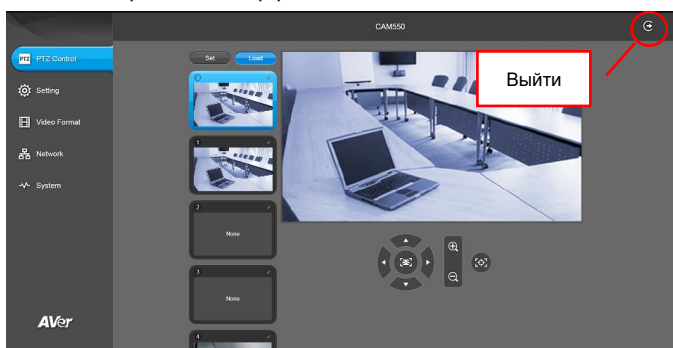 CAM550
PTZ PTZ Control
Setting
Video Format
Network
System
AVer
Set Load
0
1
2
None
3
None
4
Выйти